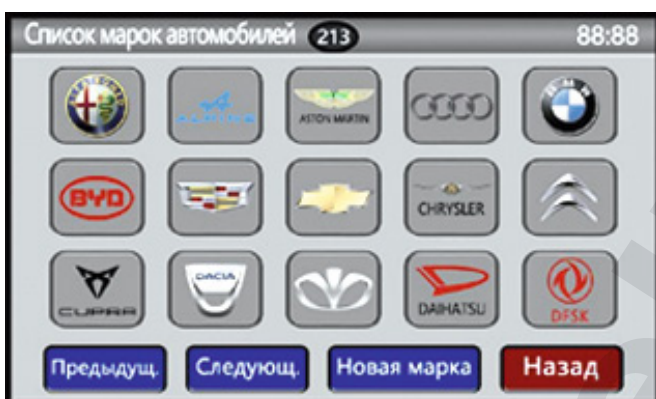 Список марок автомобилей 213 88:88
ALPINE ASTON MARTIN BMW
BYD CHRYSLER
CUPRA DACIA DAIHATSU DFSK
Предыдущ. Следующ. Новая марка Назад